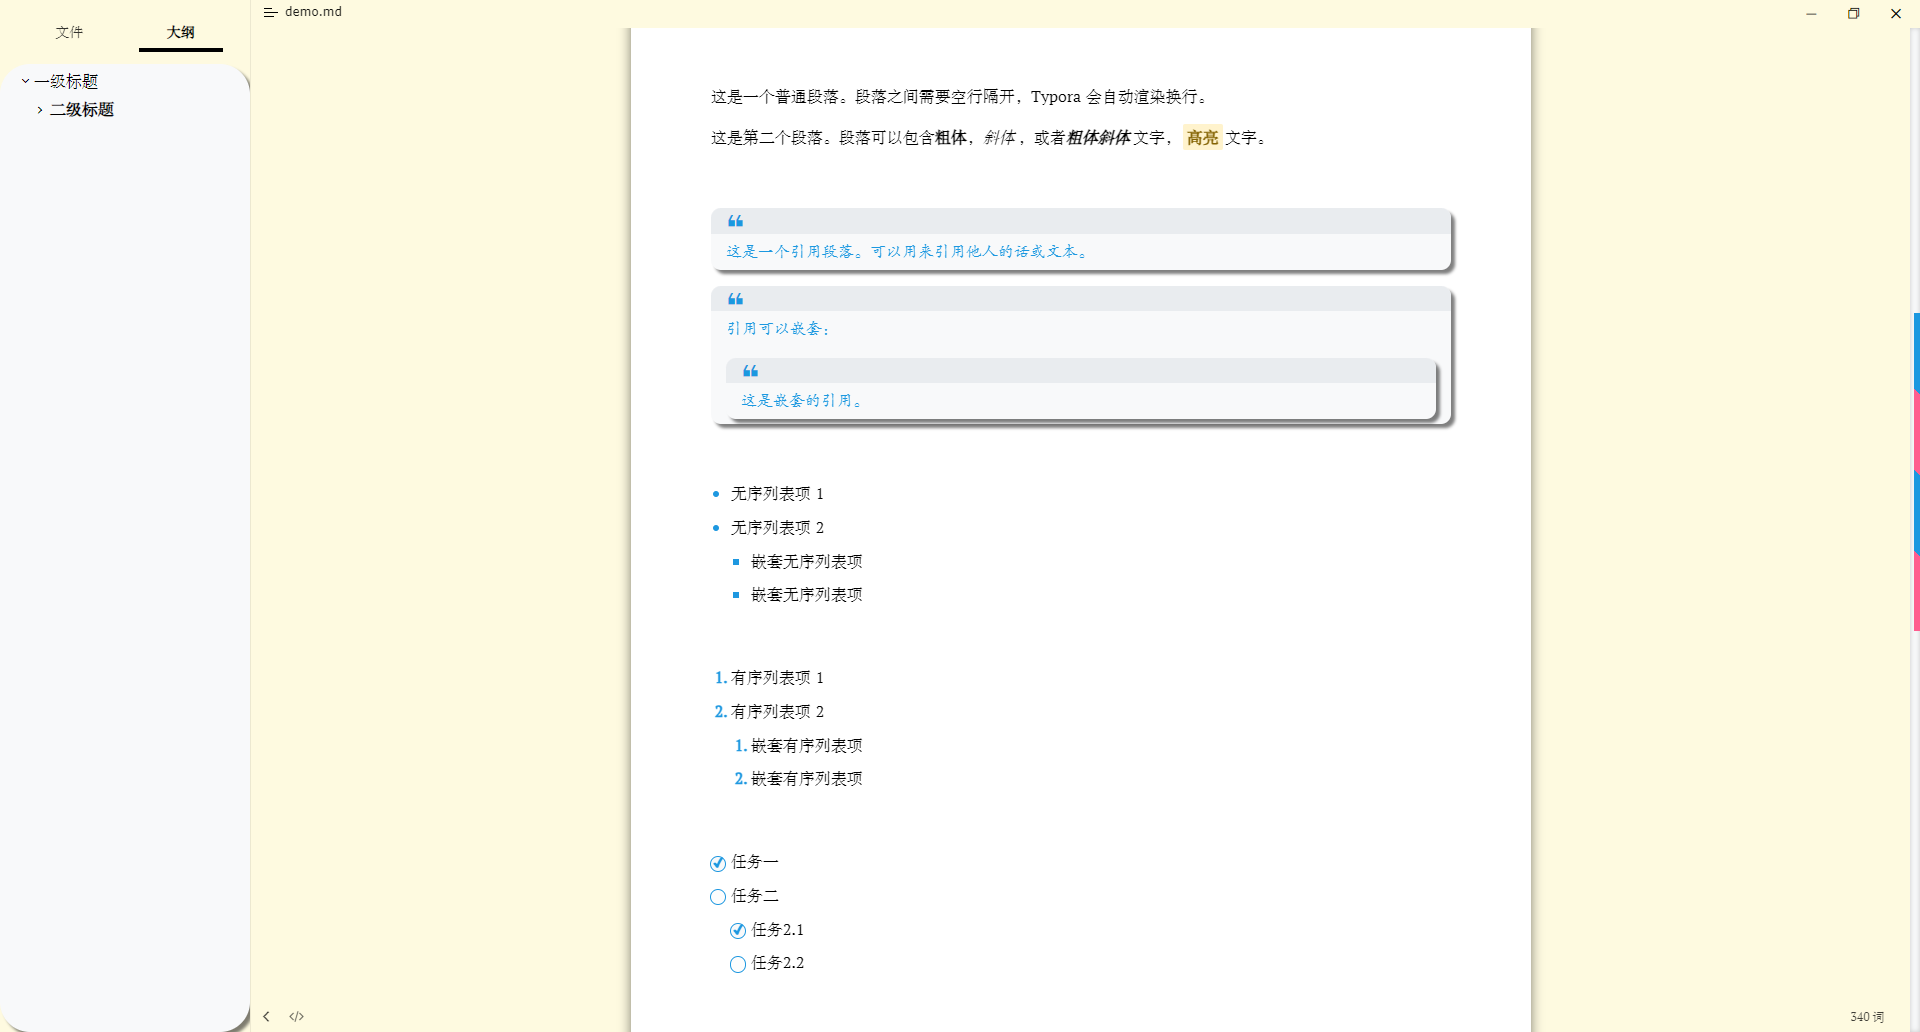 demo.md
文件
大纲
一级标题
二级标题
这是一个普通段落。段落之间需要空行隔开，Typora 会自动渲染换行。
这是第二个段落。段落可以包含粗体，斜体，或者粗体斜体文字，高亮文字。
❝
这是一个引用段落。可以用来引用他人的话或文本。
❝
引用可以嵌套：
❝
这是嵌套的引用。
无序列表项 1
无序列表项 2
嵌套无序列表项
嵌套无序列表项
1. 有序列表项 1
2. 有序列表项 2
1. 嵌套有序列表项
2. 嵌套有序列表项
任务一
任务二
任务2.1
任务2.2
</>
340 词